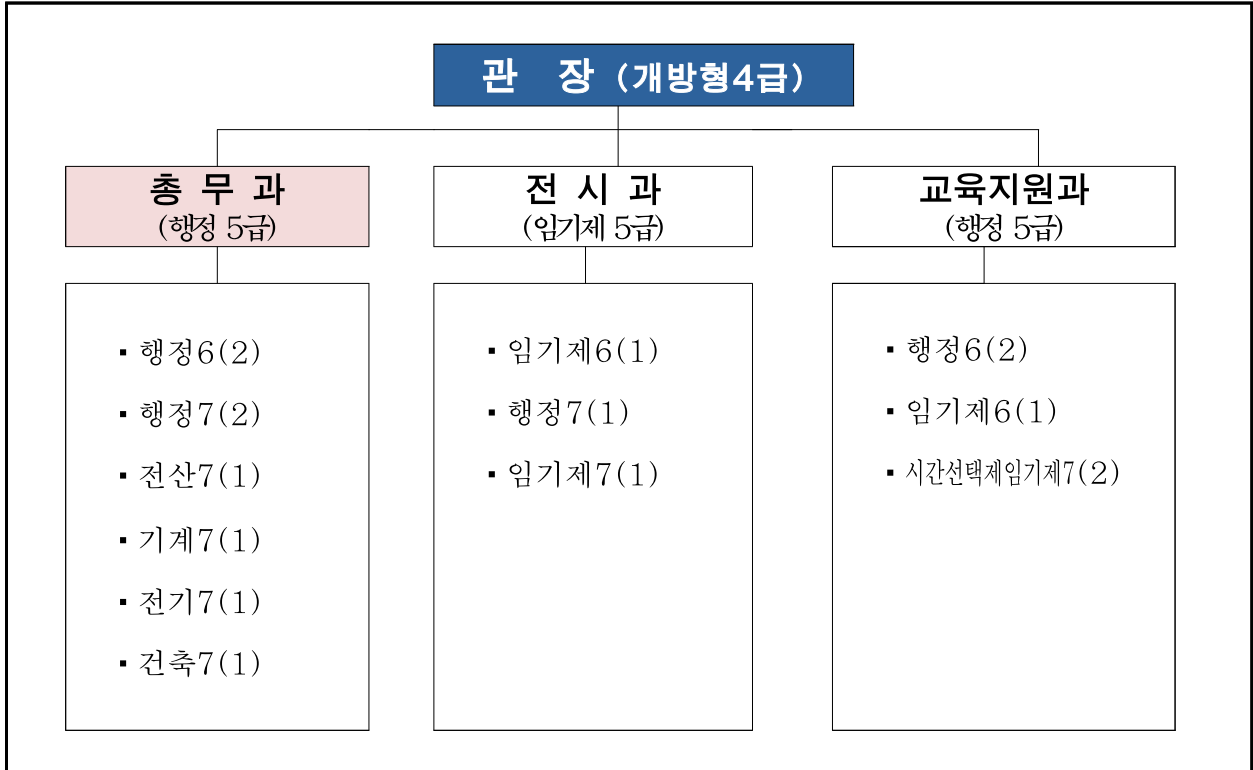 관 장 (개방형4급)
총 무 과
(행정 5급)
▪ 행정6(2)
▪ 행정7(2)
▪ 전산7(1)
▪ 기계7(1)
▪ 전기7(1)
▪ 건축7(1)
전 시 과
(임기제 5급)
▪ 임기제6(1)
▪ 행정7(1)
▪ 임기제7(1)
교육지원과
(행정 5급)
▪ 행정6(2)
▪ 임기제6(1)
▪ 시간선택제임기제7(2)